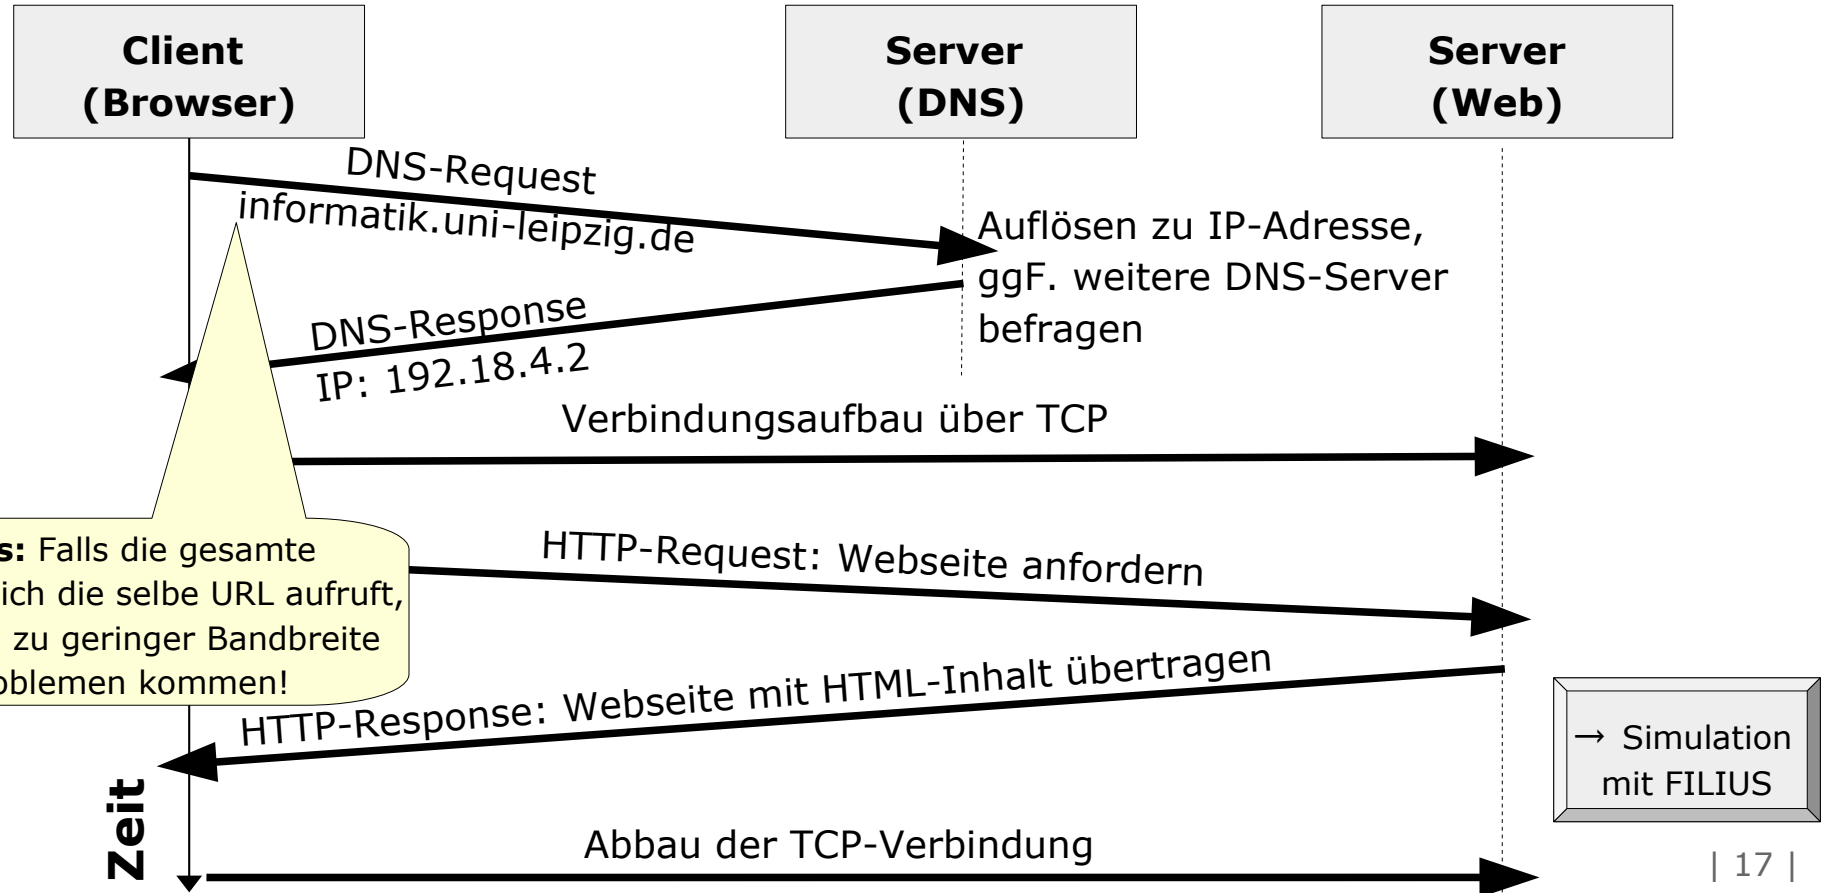 Client
(Browser)
Server
(DNS)
Server
(Web)
DNS-Request
informatik.uni-leipzig.de
Auflösen zu IP-Adresse,
ggF. weitere DNS-Server
befragen
DNS-Response
IP: 192.18.4.2
Verbindungsaufbau über TCP
s: Falls die gesamte
ich die selbe URL aufruft,
zu geringer Bandbreite
oblemen kommen!
HTTP-Request: Webseite anfordern
HTTP-Response: Webseite mit HTML-Inhalt übertragen
→ Simulation
mit FILIUS
Zeit
Abbau der TCP-Verbindung
| 17 |